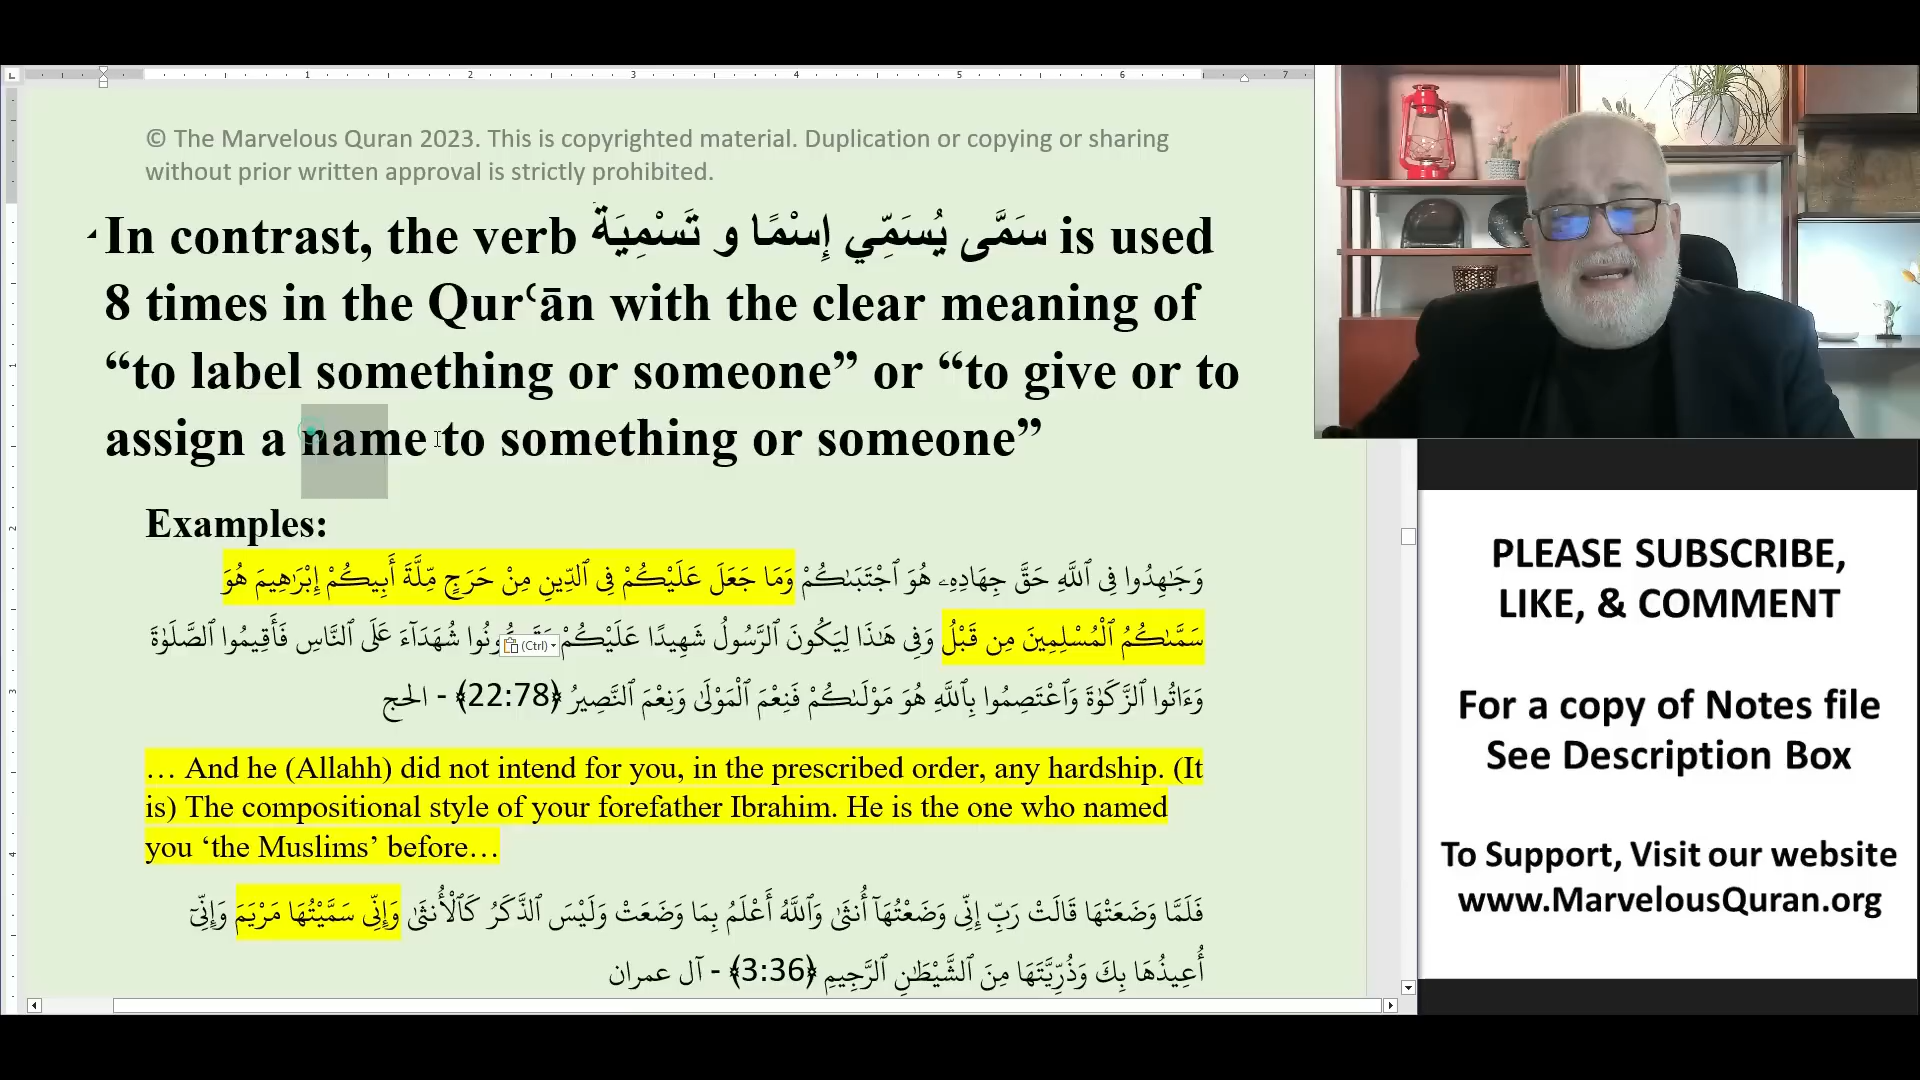 © The Marvelous Quran 2023. This is copyrighted material. Duplication or copying or sharing
without prior written approval is strictly prohibited.
In contrast, the verb سَمَّى يُسَمِّي إِسْمًا و تَسْمِيَة is used
8 times in the Qurʿān with the clear meaning of
“to label something or someone” or “to give or to
assign a name to something or someone”
Examples:
وَجَـٰهِدُوا فِى ٱللَّهِ حَقَّ جِهَادِهِۦ هُوَ ٱجْتَبَىٰكُمْ وَمَا جَعَلَ عَلَيْكُمْ فِى ٱلدِّينِ مِنْ حَرَجٍ مِّلَّةَ أَبِيكُمْ إِبْرَٰهِيمَ هُوَ
سَمَّىٰكُمُ ٱلْمُسْلِمِينَ مِن قَبْلُ وَفِى هَـٰذَا لِيَكُونَ ٱلرَّسُولُ شَهِيدًا عَلَيْكُمْ شُهَدَآءَ عَلَى ٱلنَّاسِ فَأَقِيمُوا ٱلصَّلَوٰةَ
(Ctrl)
وَءَاتُوا ٱلزَّكَوٰةَ وَٱعْتَصِمُوا بِٱللَّهِ هُوَ مَوْلَىٰكُمْ فَنِعْمَ ٱلْمَوْلَىٰ وَنِعْمَ ٱلنَّصِيرُ ﴿22:78﴾ - الحج
… And he (Allahh) did not intend for you, in the prescribed order, any hardship. (It
is) The compositional style of your forefather Ibrahim. He is the one who named
you ‘the Muslims’ before…
فَلَمَّا وَضَعَتْهَا قَالَتْ رَبِّ إِنِّى وَضَعْتُهَآ أُنثَىٰ وَٱللَّهُ أَعْلَمُ بِمَا وَضَعَتْ وَلَيْسَ ٱلذَّكَرُ كَٱلْأُنثَىٰ وَإِنِّى سَمَّيْتُهَا مَرْيَمَ وَإِنِّىٓ
أُعِيذُهَا بِكَ وَذُرِّيَّتَهَا مِنَ ٱلشَّيْطَـٰنِ ٱلرَّجِيمِ ﴿3:36﴾ - آل عمران
PLEASE SUBSCRIBE,
LIKE, & COMMENT
For a copy of Notes file
See Description Box
To Support, Visit our website
www.MarvelousQuran.org